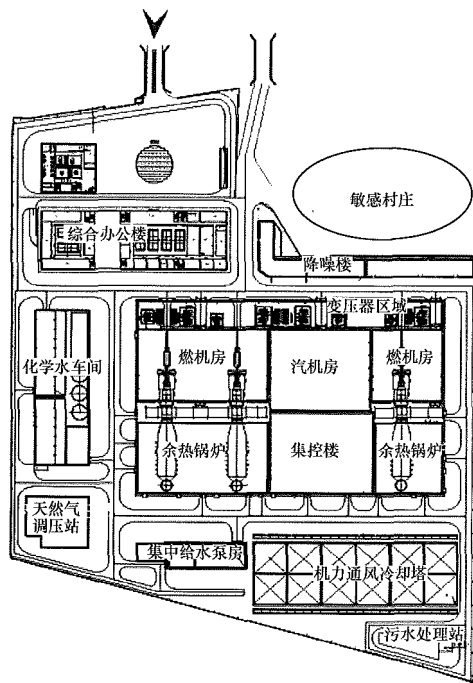 敏感村庄
综合办公楼
降噪楼
变压器区域
燃机房
汽机房
燃机房
化学水车间
余热锅炉
集控楼
余热锅炉
天然气
调压站
集中给水泵房
机力通风冷却塔
污水处理站